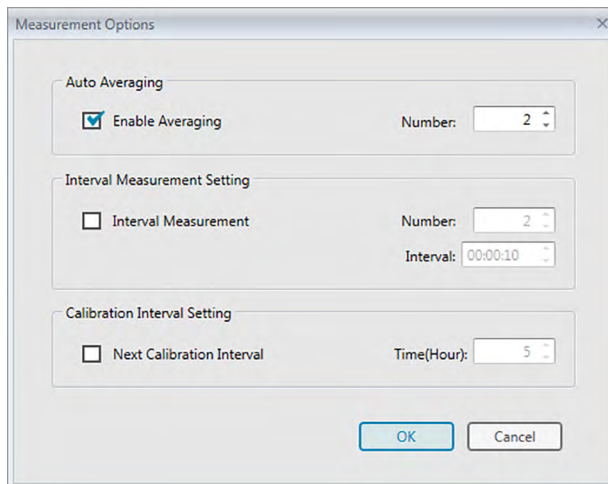 Measurement Options
Auto Averaging
Enable Averaging Number: 2
Interval Measurement Setting
Interval Measurement Number: 2
Interval: 00:00:10
Calibration Interval Setting
Next Calibration Interval Time(Hour): 5
OK Cancel